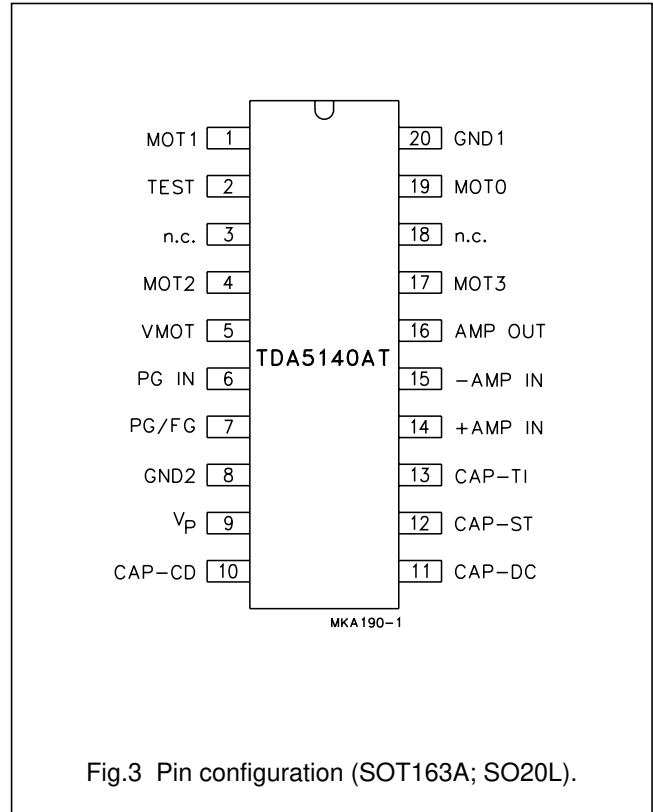 MOT1 1 20 GND1
TEST 2 19 MOT0
n.c. 3 18 n.c.
MOT2 4 17 MOT3
VMOT 5 16 AMP OUT
TDA5140AT
PG IN 6 15 -AMP IN
PG/FG 7 14 +AMP IN
GND2 8 13 CAP-TI
VP 9 12 CAP-ST
CAP-CD 10 11 CAP-DC
MKA190-1
Fig.3 Pin configuration (SOT163A; SO20L).